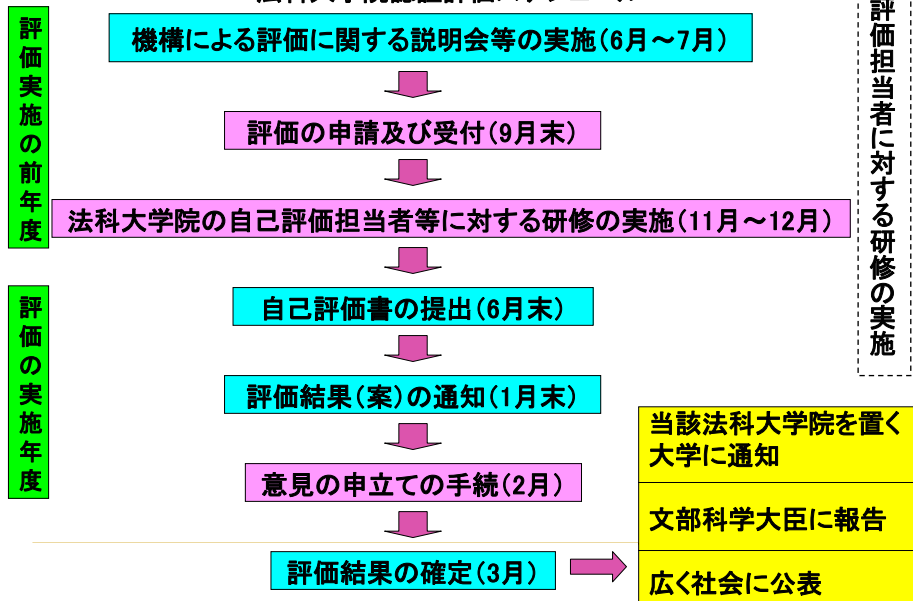 評価実施の前年度
機構による評価に関する説明会等の実施(6月～7月)
評価の申請及び受付(9月末)
法科大学院の自己評価担当者等に対する研修の実施(11月～12月)
評価担当者に対する研修の実施
評価の実施年度
自己評価書の提出(6月末)
評価結果(案)の通知(1月末)
意見の申立ての手続(2月)
評価結果の確定(3月)
当該法科大学院を置く
大学に通知
文部科学大臣に報告
広く社会に公表